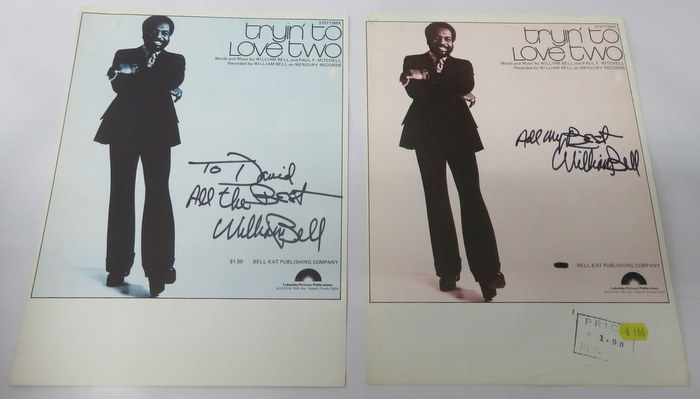 tryin' to
Love two
Words and Music by WILLIAM BELL and PAUL F. MITCHELL
Recorded by WILLIAM BELL on MERCURY RECORDS
To David
All the Best
William Bell
$1.50 BELL KAT PUBLISHING COMPANY
Columbia Pictures Publications
tryin' to
Love two
Words and Music by WILLIAM BELL and PAUL F. MITCHELL
Recorded by WILLIAM BELL on MERCURY RECORDS
All my Best
William Bell
BELL KAT PUBLISHING COMPANY
Columbia Pictures Publications
PRIC